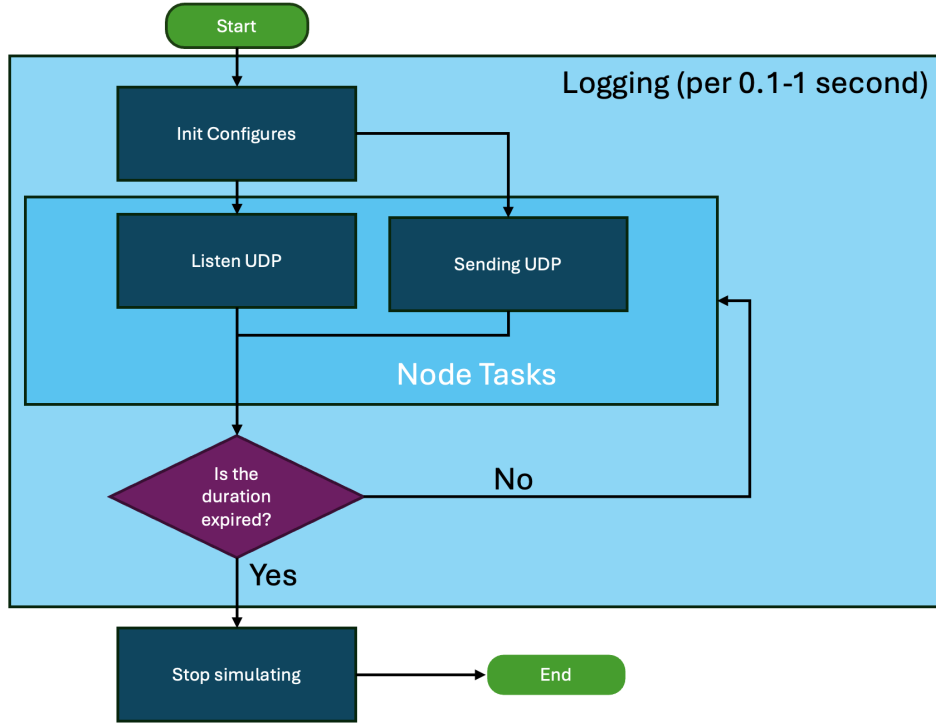 Start
Logging (per 0.1-1 second)
Init Configures
Listen UDP
Sending UDP
Node Tasks
Is the
duration
expired?
No
Yes
Stop simulating
End